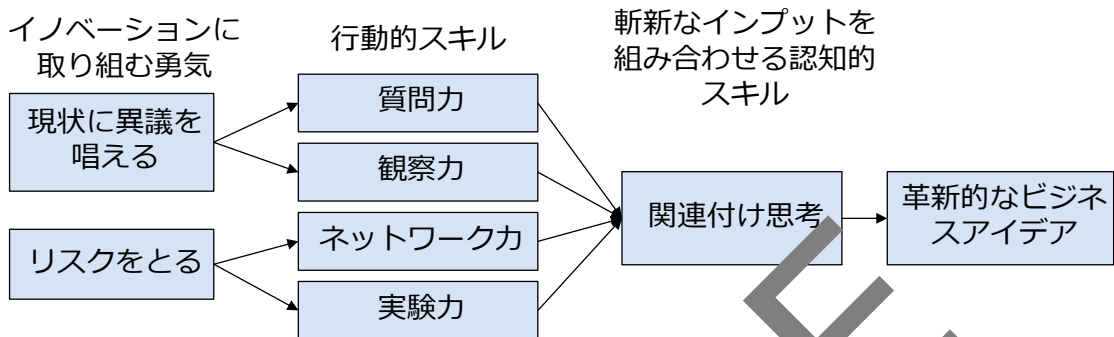 イノベーションに
取り組む勇気
行動的スキル
斬新なインプットを
組み合わせる認知的
スキル
現状に異議を
唱える
リスクをとる
質問力
観察力
ネットワーク力
実験力
関連付け思考
革新的なビジネ
スアイデア